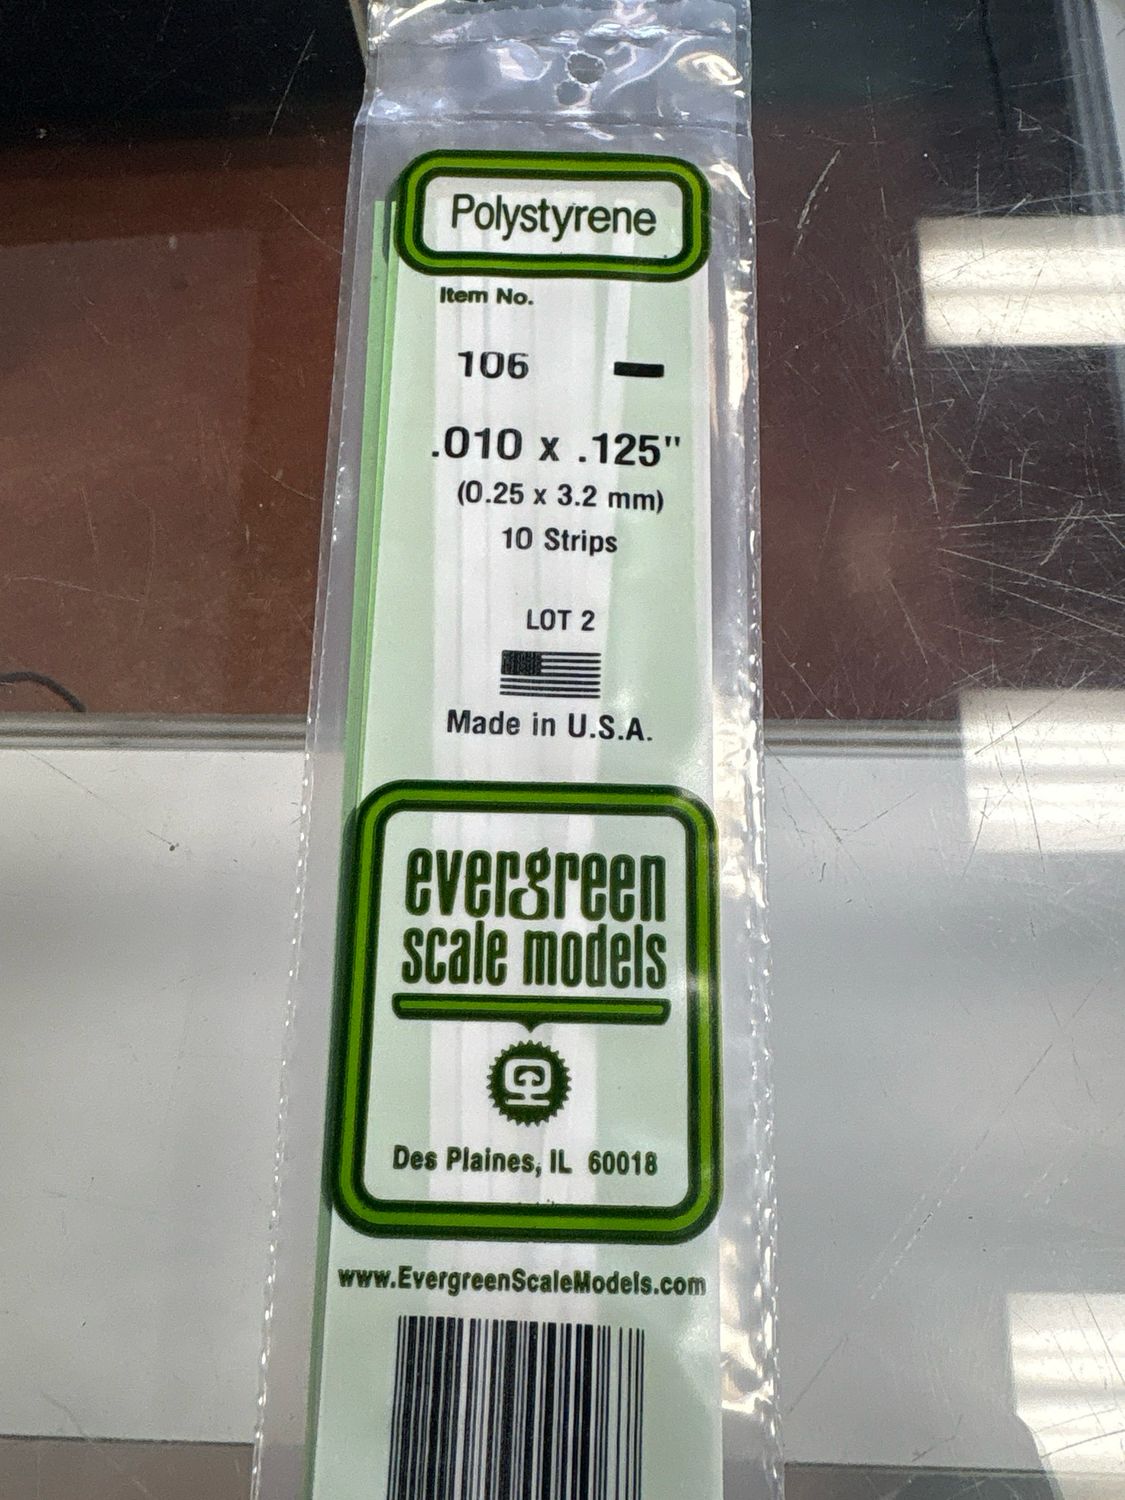 Polystyrene
Item No.
106
.010 x .125"
(0.25 x 3.2 mm)
10 Strips
LOT 2
Made in U.S.A.
evergreen
scale models
Des Plaines, IL 60018
www.EvergreenScaleModels.com